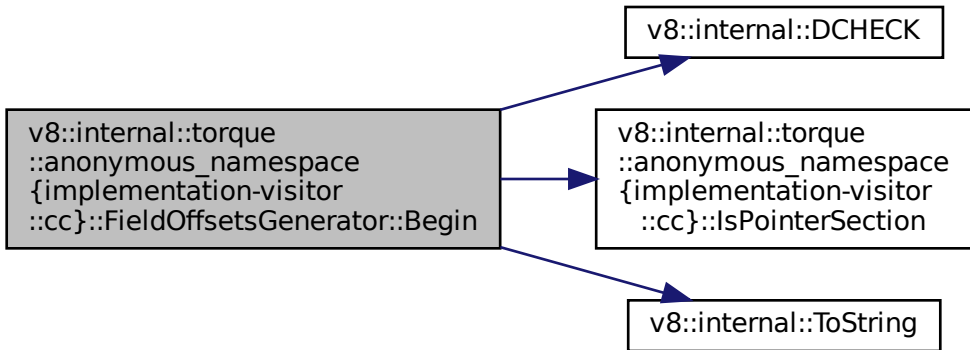 v8::internal::torque
::anonymous_namespace
{implementation-visitor
::cc}::FieldOffsetsGenerator::Begin
v8::internal::DCHECK
v8::internal::torque
::anonymous_namespace
{implementation-visitor
::cc}::IsPointerSection
v8::internal::ToString